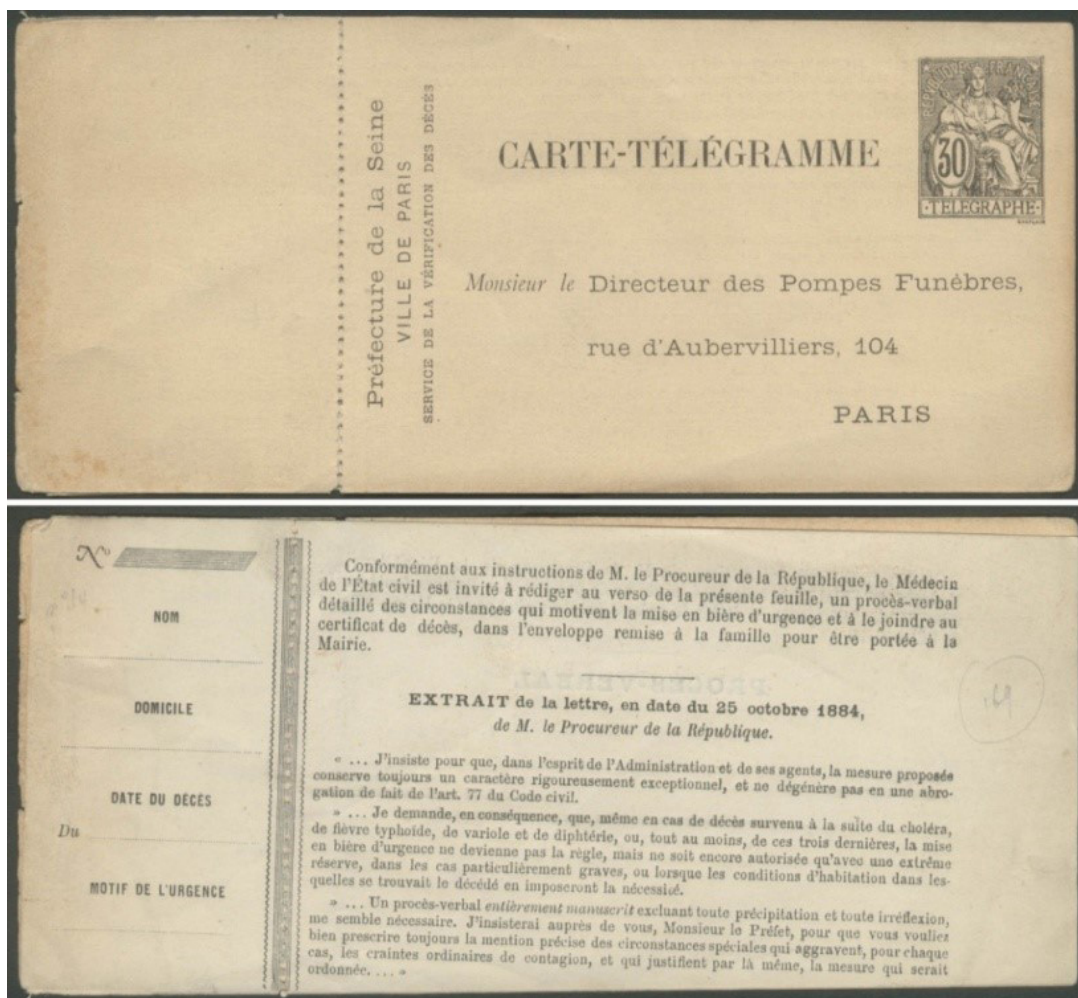 Préfecture de la Seine
VILLE DE PARIS
SERVICE DE LA VÉRIFICATION DES DÉCÈS
CARTE-TÉLÉGRAMME
REPUBLIQUE FRANÇAISE
30
TELEGRAPHE
Monsieur le Directeur des Pompes Funèbres,
rue d'Aubervilliers, 104
PARIS
No
NOM
DOMICILE
DATE DU DÉCÈS
Du
MOTIF DE L'URGENCE
Conformément aux instructions de M. le Procureur de la République, le Médecin
de l'État civil est invité à rédiger au verso de la présente feuille, un procès-verbal
détaillé des circonstances qui motivent la mise en bière d'urgence et à le joindre au
certificat de décès, dans l'enveloppe remise à la famille pour être portée à la
Mairie.
PROCÈS-VERBAL
EXTRAIT de la lettre, en date du 25 octobre 1884,
de M. le Procureur de la République.
« ... J'insiste pour que, dans l'esprit de l'Administration et de ses agents, la mesure proposée
conserve toujours un caractère rigoureusement exceptionnel, et ne dégénère pas en une abro-
gation de fait de l'art. 77 du Code civil.
» ... Je demande, en conséquence, que, même en cas de décès survenu à la suite du choléra,
de fièvre typhoïde, de variole et de diphtérie, ou, tout au moins, de ces trois dernières, la mise
en bière d'urgence ne devienne pas la règle, mais ne soit encore autorisée qu'avec une extrême
réserve, dans les cas particulièrement graves, ou lorsque les conditions d'habitation dans les-
quelles se trouvait le décédé en imposeront la nécessité.
» ... Un procès-verbal entièrement manuscrit excluant toute précipitation et toute irréflexion,
me semble nécessaire. J'insisterai auprès de vous, Monsieur le Préfet, pour que vous vouliez
bien prescrire toujours la mention précise des circonstances spéciales qui aggravent, pour chaque
cas, les craintes ordinaires de contagion, et qui justifient par là même, la mesure qui serait
ordonnée. ... »